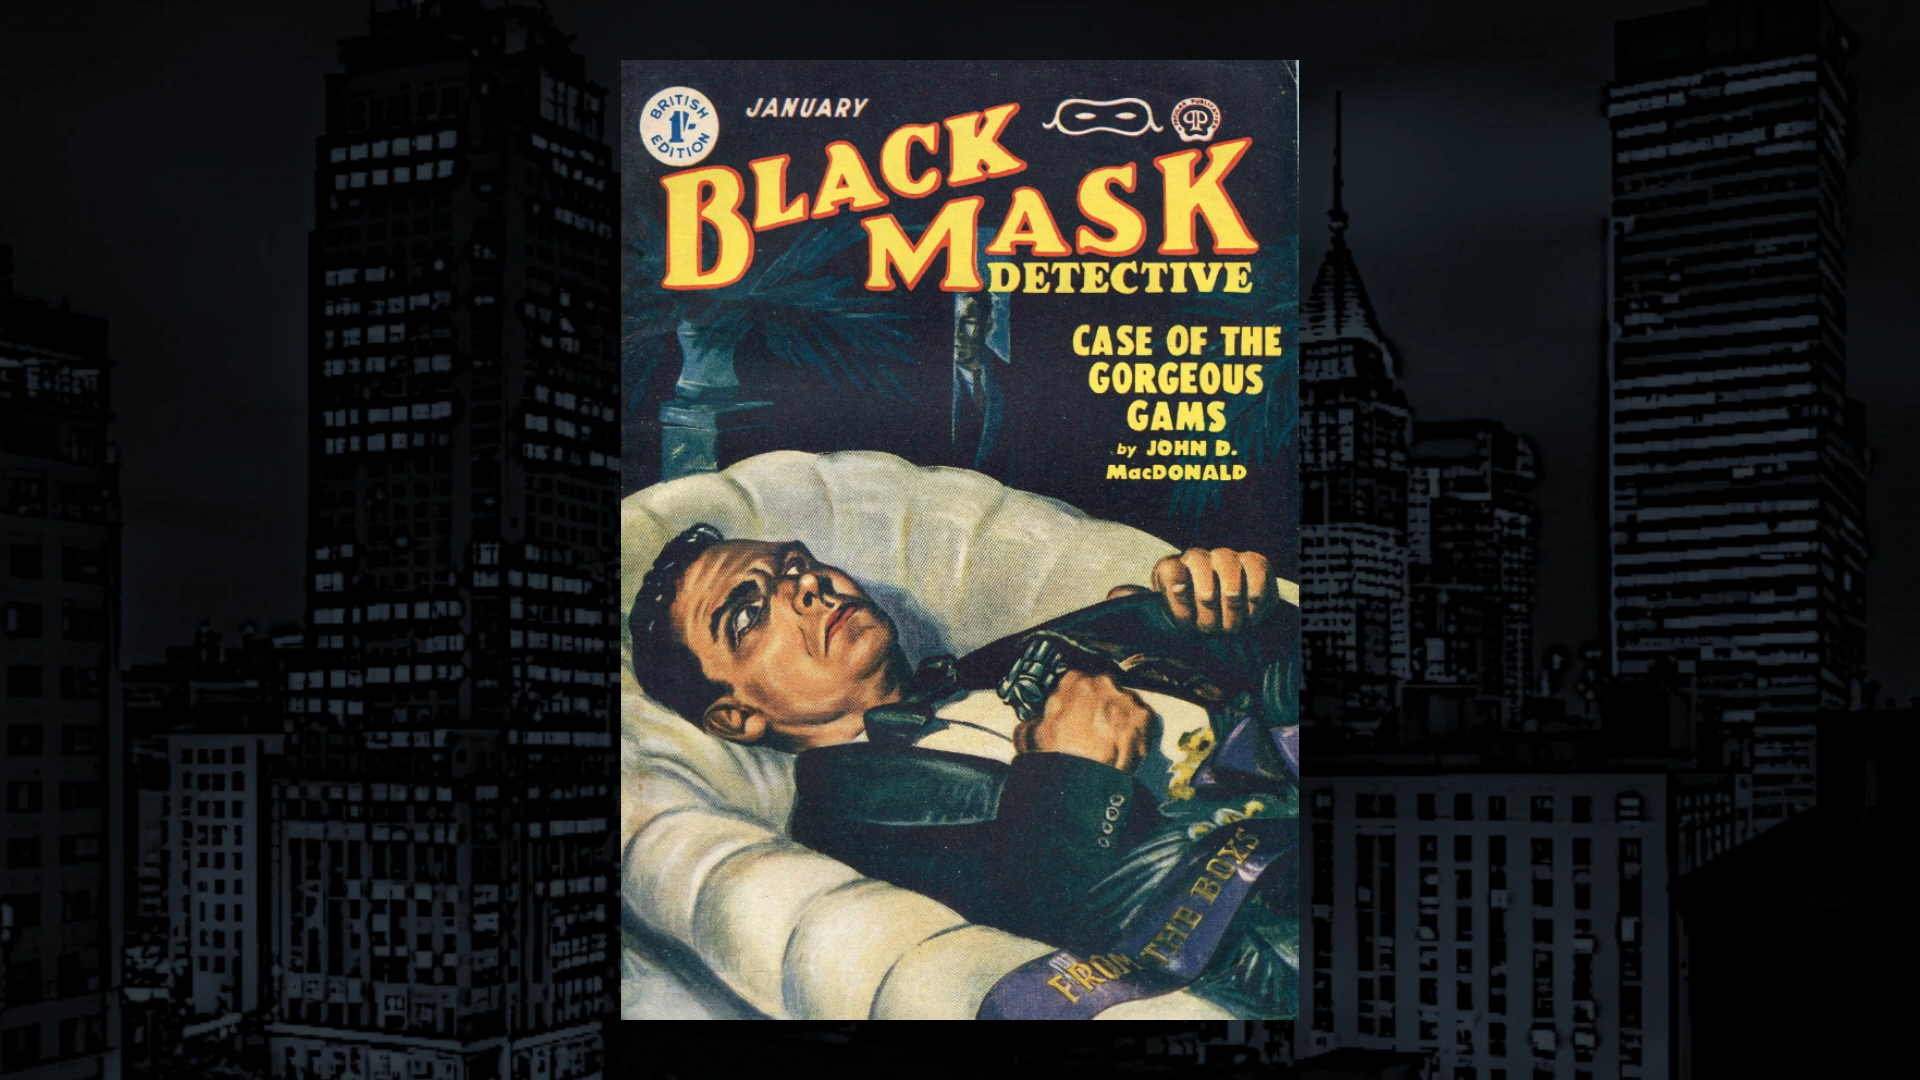 BRITISH
1/-
EDITION
JANUARY
BLACK
MASK
DETECTIVE
CASE OF THE
GORGEOUS
GAMS
by JOHN D.
MacDONALD
FROM THE BOYS